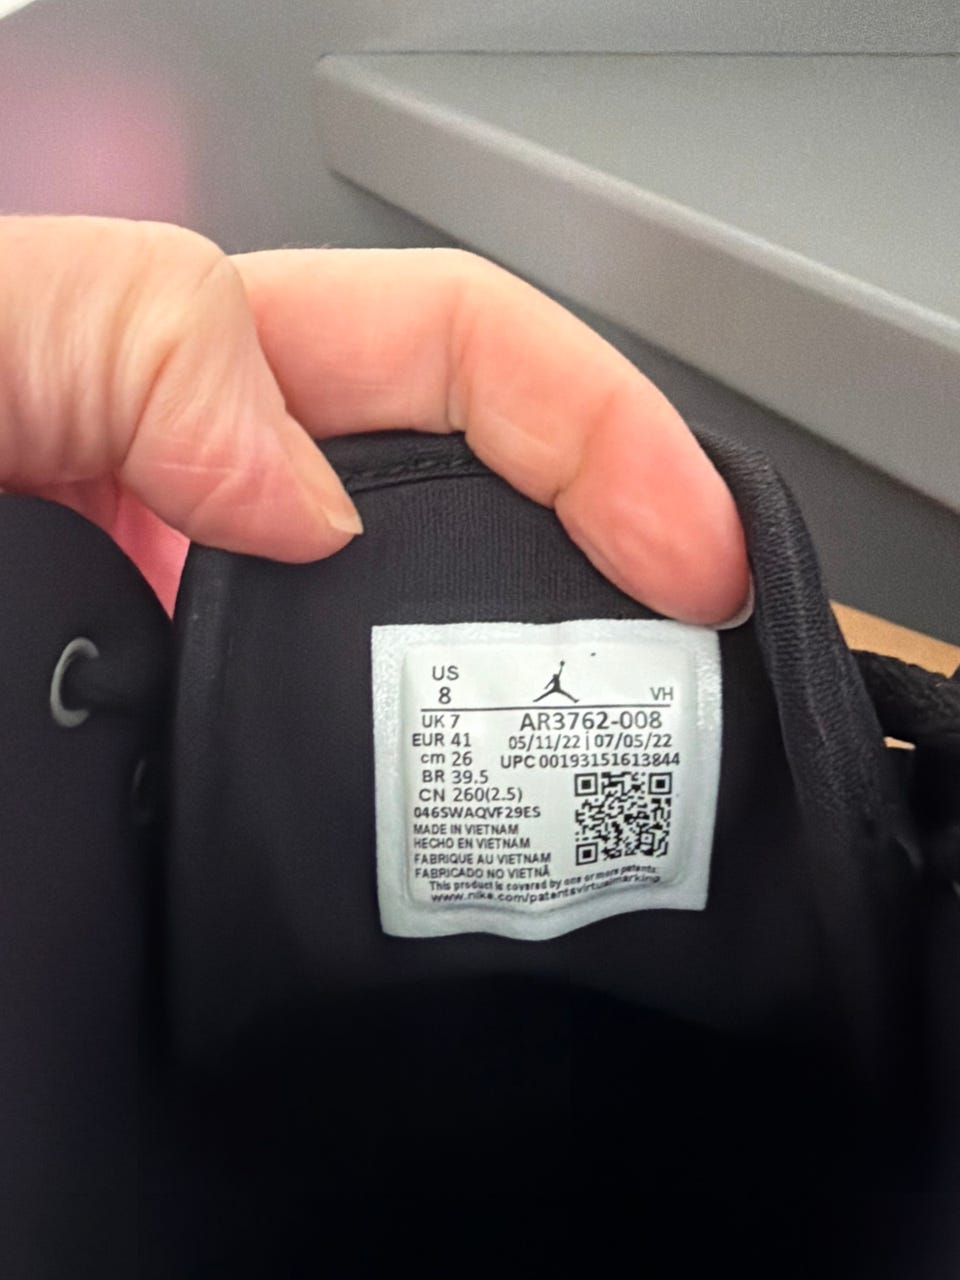 US
8
VH
UK 7
AR3762-008
EUR 41
05/11/22 | 07/05/22
cm 26
UPC 00193151613844
BR 39.5
CN 260(2.5)
046SWAQVF29ES
MADE IN VIETNAM
HECHO EN VIETNAM
FABRIQUE AU VIETNAM
FABRICADO NO VIETNÃ
This product is covered by one or more patents.
www.nike.com/patentsvirtualmarking